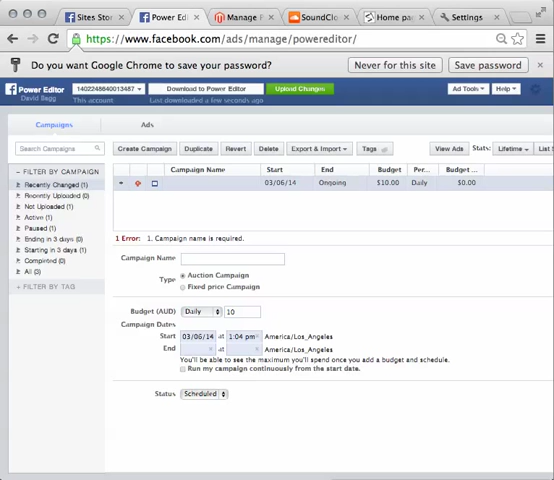 Sites Stor
Power Edi
Manage P
SoundClo
Home pag
Settings
https://www.facebook.com/ads/manage/powereditor/
Do you want Google Chrome to save your password?
Never for this site
Save password
Power Editor
David Begg
1402248640013487
This account
Download to Power Editor
Last downloaded a few seconds ago
Upload Changes
Ad Tools
Help
Campaigns
Ads
Search Campaigns
Create Campaign
Duplicate
Revert
Delete
Export & Import
Tags
View Ads
Stats:
Lifetime
List S
− FILTER BY CAMPAIGN
Recently Changed (1)
Recently Uploaded (0)
Not Uploaded (1)
Active (1)
Paused (1)
Ending in 3 days (0)
Starting in 3 days (1)
Completed (0)
All (3)
+ FILTER BY TAG
Campaign Name Start End Budget Per... Budget ...
03/06/14 Ongoing $10.00 Daily $0.00
1 Error: 1. Campaign name is required.
Campaign Name
Type
Auction Campaign
Fixed price Campaign
Budget (AUD) Daily 10
Campaign Dates
Start 03/06/14 at 1:04 pm America/Los_Angeles
End at America/Los_Angeles
You'll be able to see the maximum you'll spend once you add a budget and schedule.
Run my campaign continuously from the start date.
Status Scheduled